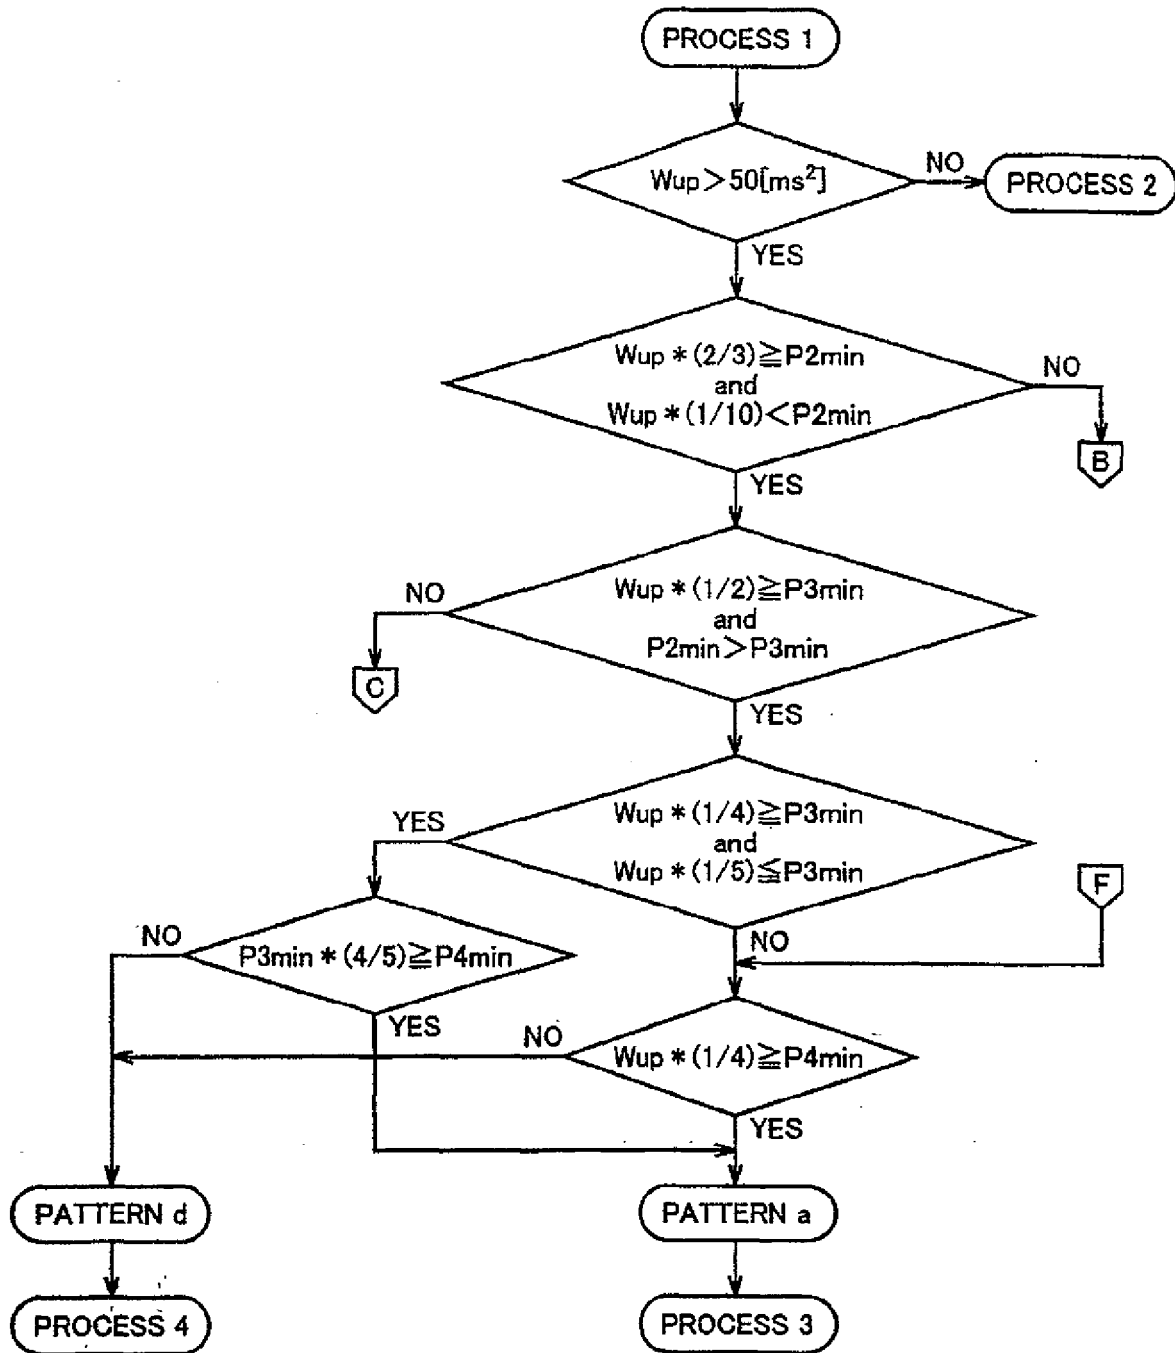 PROCESS 1
Wup>50[ms²]
NO
PROCESS 2
YES
Wup*(2/3)≧P2min
and
Wup*(1/10)<P2min
NO
B
YES
Wup*(1/2)≧P3min
and
P2min>P3min
NO
C
YES
Wup*(1/4)≧P3min
and
Wup*(1/5)≦P3min
YES
F
NO
P3min*(4/5)≧P4min
NO
YES
Wup*(1/4)≧P4min
NO
YES
PATTERN d
PATTERN a
PROCESS 4
PROCESS 3